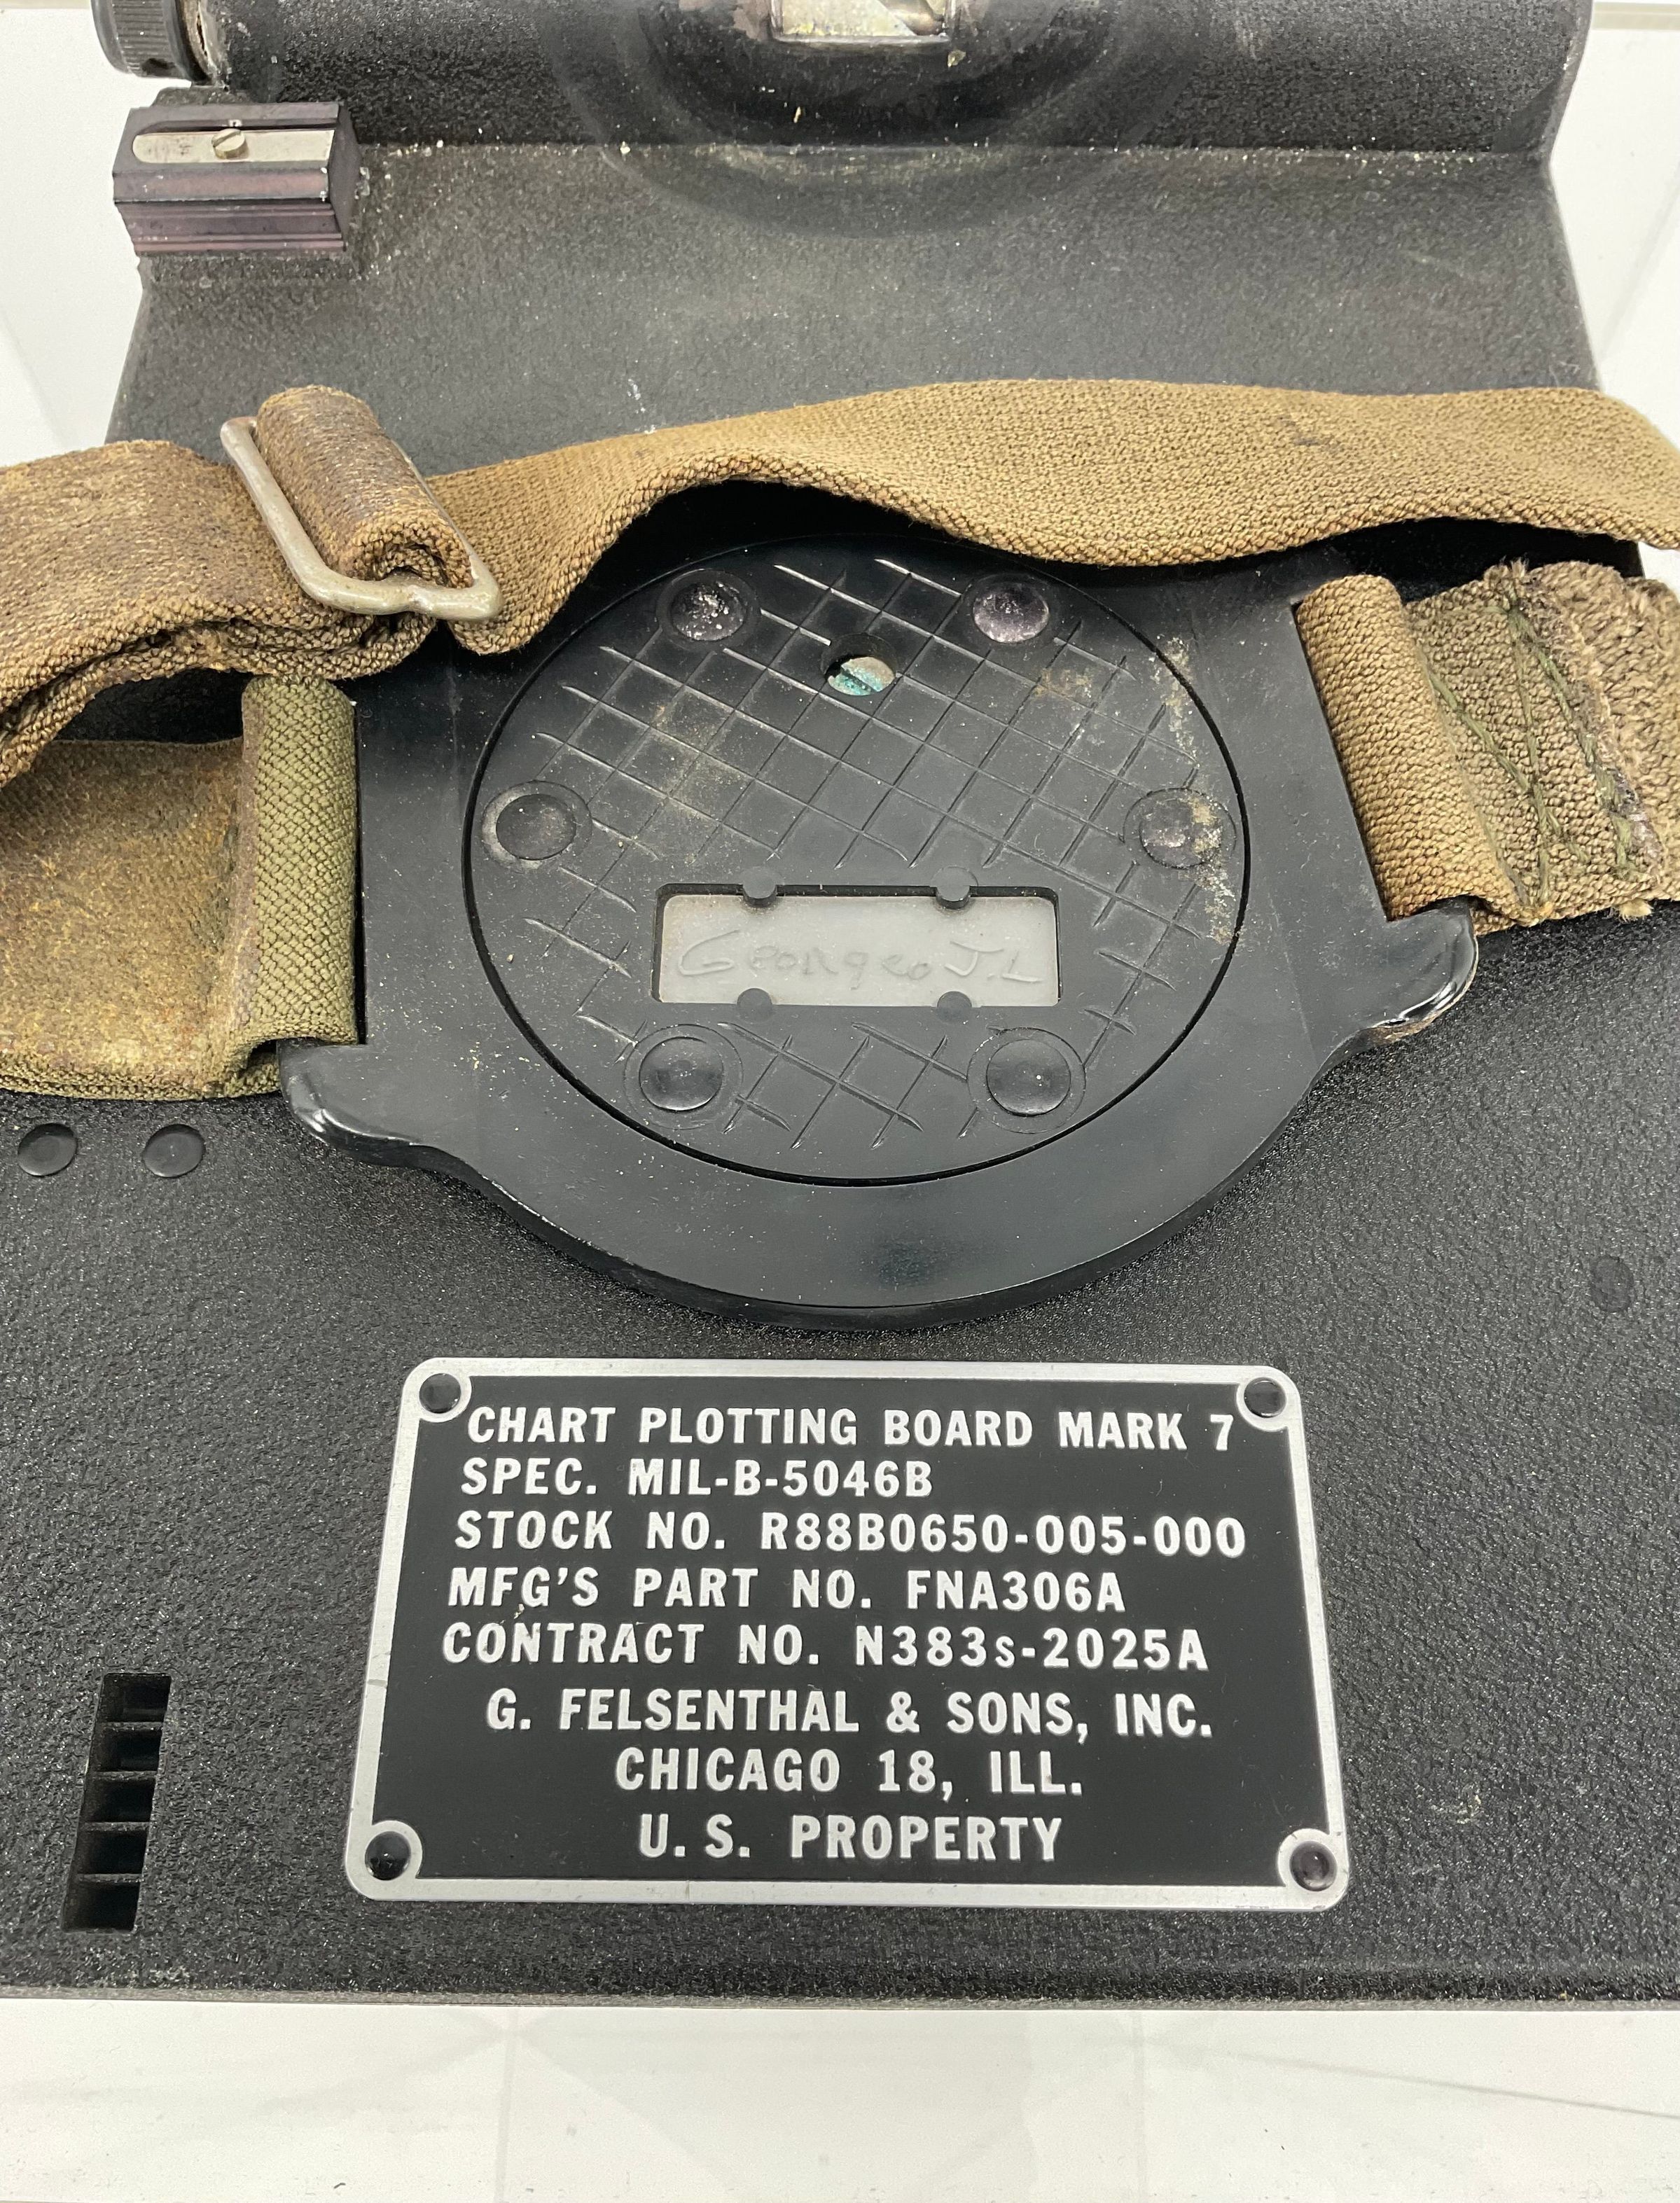 J.L
CHART PLOTTING BOARD MARK 7
SPEC. MIL-B-5046B
STOCK NO. R88B0650-005-000
MFG'S PART NO. FNA306A
CONTRACT NO. N383s-2025A
G. FELSENTHAL & SONS, INC.
CHICAGO 18, ILL.
U.S. PROPERTY